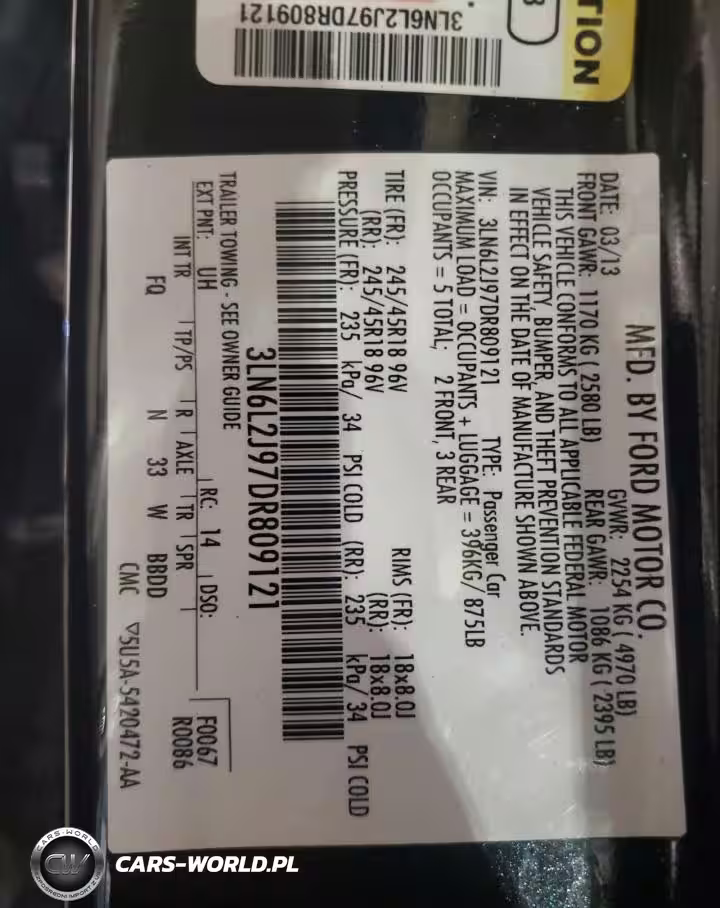 3LN6L2J97DR809121
TION
MFD. BY FORD MOTOR CO.
DATE: 03/13 GVWR: 2254 KG ( 4970 LB)
FRONT GAWR: 1170 KG ( 2580 LB) REAR GAWR: 1086 KG ( 2395 LB)
THIS VEHICLE CONFORMS TO ALL APPLICABLE FEDERAL MOTOR
VEHICLE SAFETY, BUMPER, AND THEFT PREVENTION STANDARDS
IN EFFECT ON THE DATE OF MANUFACTURE SHOWN ABOVE.
VIN: 3LN6L2J97DR809121 TYPE: Passenger Car
MAXIMUM LOAD = OCCUPANTS + LUGGAGE = 396KG/ 875LB
OCCUPANTS = 5 TOTAL; 2 FRONT, 3 REAR
TIRE (FR): 245/45R18 96V RIMS (FR): 18x8.0J
(RR): 245/45R18 96V (RR): 18x8.0J
PRESSURE (FR): 235 kPa/ 34 PSI COLD (RR): 235 kPa/ 34 PSI COLD
3LN6L2J97DR809121
TRAILER TOWING - SEE OWNER GUIDE
EXT PNT: UH RC: 14 DSO: F0067
R0086
INT TR TP/PS R AXLE TR SPR
FQ N 33 W BBDD
CMC ▽5U5A-5420472-AA
CARS-WORLD
CW
CARS-WORLD.PL